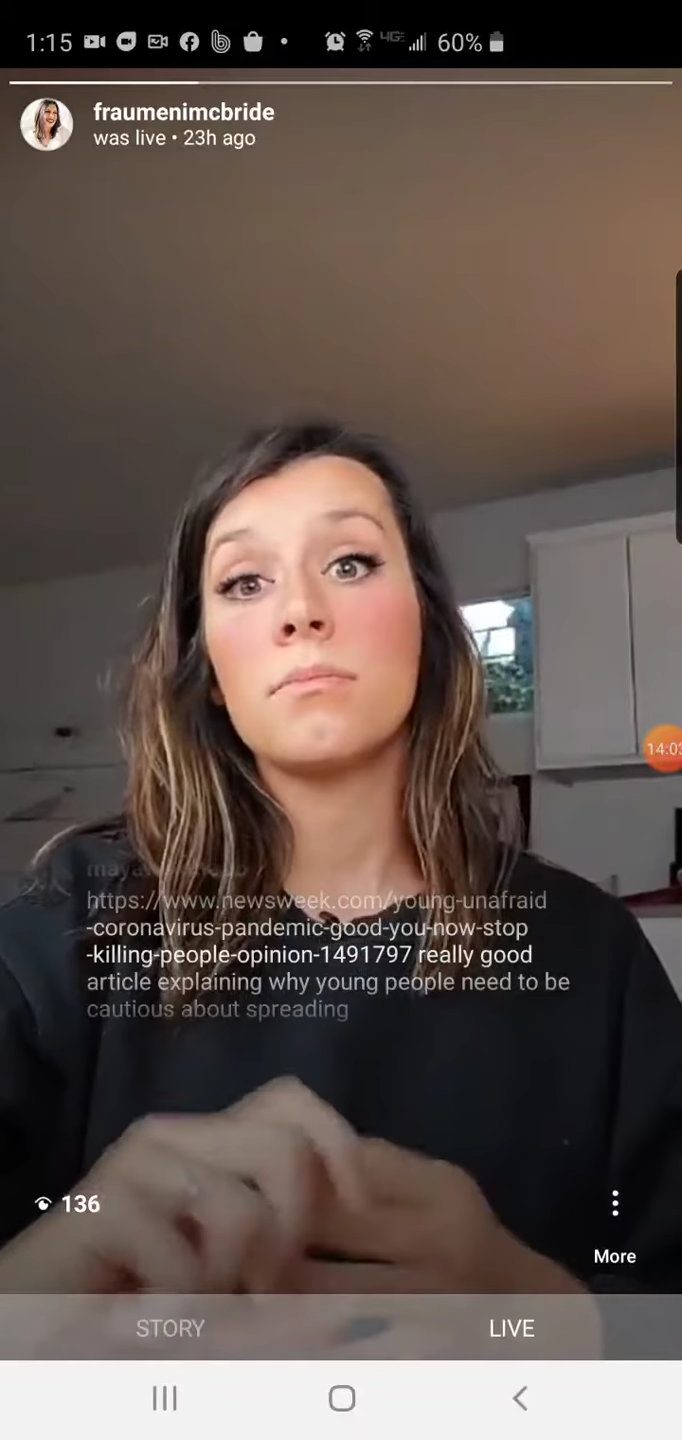 1:15
4GE
60%
fraumenimcbride
was live • 23h ago
14:03
https://www.newsweek.com/young-unafraid
-coronavirus-pandemic-good-you-now-stop
-killing-people-opinion-1491797 really good
article explaining why young people need to be
cautious about spreading
136
More
STORY
LIVE